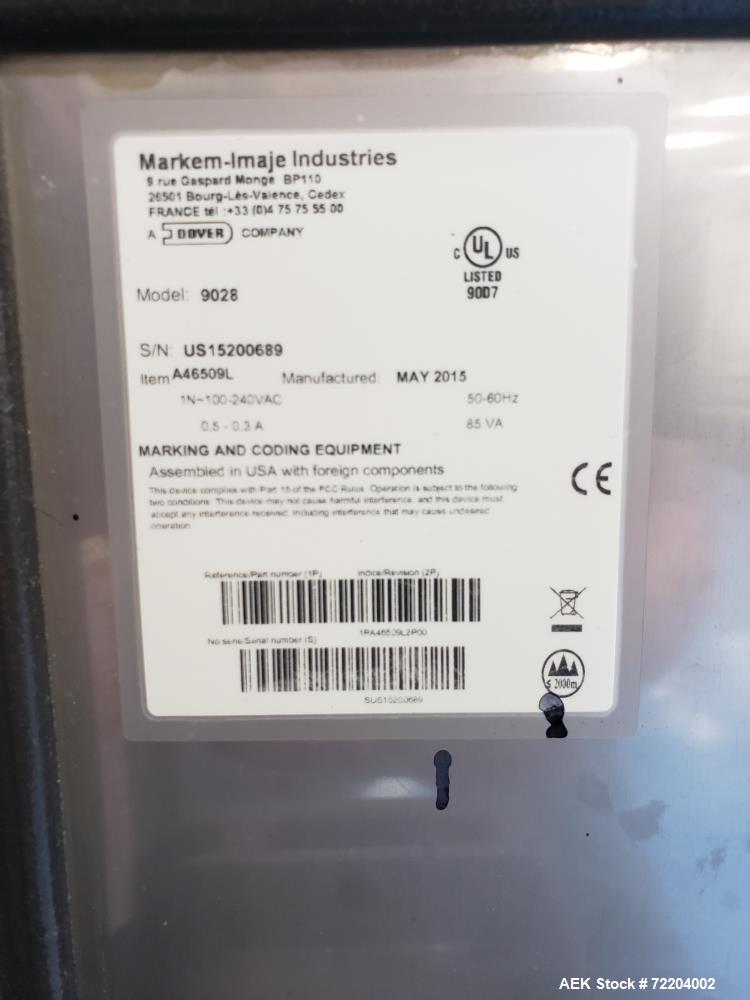 Markem-Imaje Industries
9 rue Gaspard Monge BP110
26501 Bourg-Lès-Valence, Cedex
FRANCE tél :+33 (0)4 75 75 55 00
A DOVER COMPANY
C UL US
LISTED
90D7
Model: 9028
S/N: US15200689
Item A46509L Manufactured: MAY 2015
1N~100-240VAC 50-60Hz
0,5 - 0,3 A 85 VA
MARKING AND CODING EQUIPMENT
Assembled in USA with foreign components
CE
This device complies with Part 15 of the FCC Rules. Operation is subject to the following
two conditions: This device may not cause harmful interference, and this device must
accept any interference received, including interference that may cause undesired
operation
Reference/Part number (1P) Indice/Revision (2P)
1PA46509L2P00
No serie/Serial number (S)
SUS15200689
≤ 2000m
AEK Stock # 72204002